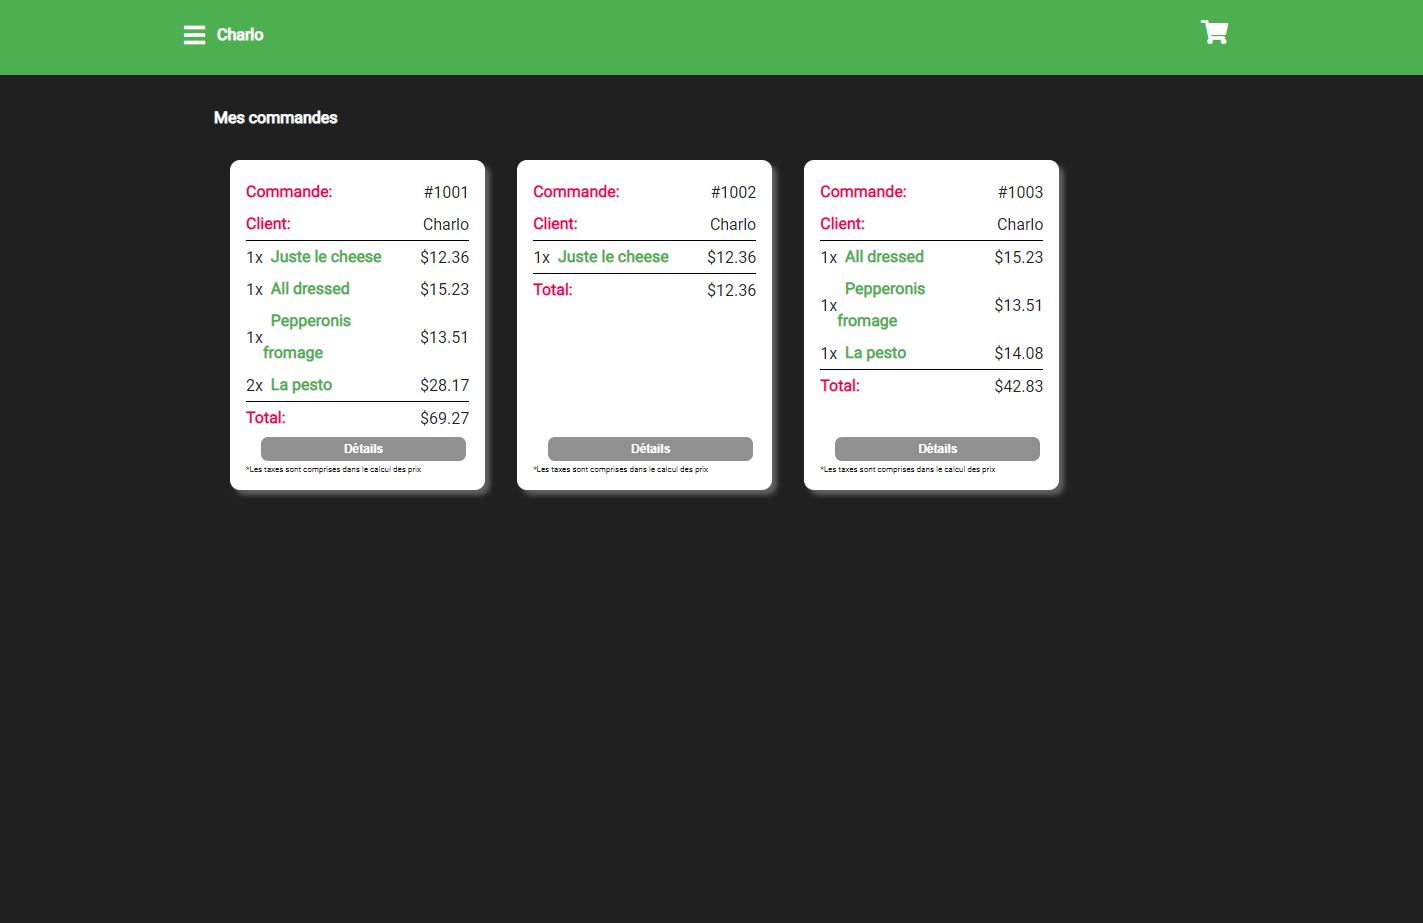 Charlo
Mes commandes
Commande: #1001
Client: Charlo
1x Juste le cheese $12.36
1x All dressed $15.23
1x Pepperonis fromage $13.51
2x La pesto $28.17
Total: $69.27
Détails
*Les taxes sont comprises dans le calcul des prix
Commande: #1002
Client: Charlo
1x Juste le cheese $12.36
Total: $12.36
Détails
*Les taxes sont comprises dans le calcul des prix
Commande: #1003
Client: Charlo
1x All dressed $15.23
1x Pepperonis fromage $13.51
1x La pesto $14.08
Total: $42.83
Détails
*Les taxes sont comprises dans le calcul des prix